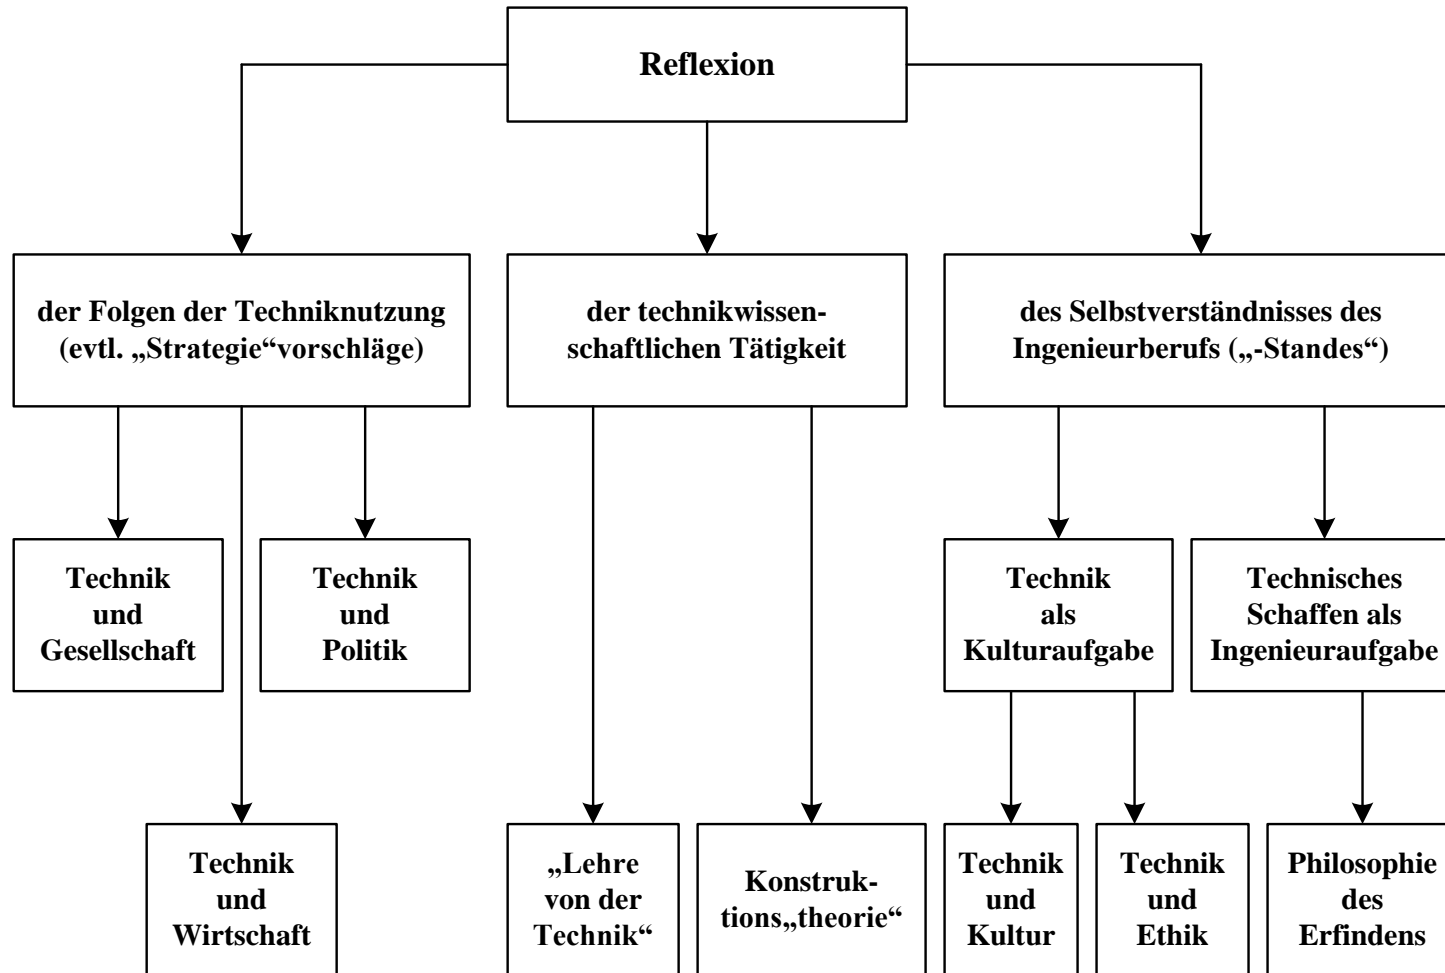 Reflexion
der Folgen der Techniknutzung
(evtl. „Strategie“vorschläge)
der technikwissen-
schaftlichen Tätigkeit
des Selbstverständnisses des
Ingenieurberufs („-Standes“)
Technik
und
Gesellschaft
Technik
und
Politik
Technik
als
Kulturaufgabe
Technisches
Schaffen als
Ingenieuraufgabe
Technik
und
Wirtschaft
„Lehre
von der
Technik“
Konstruk-
tions„theorie“
Technik
und
Kultur
Technik
und
Ethik
Philosophie
des
Erfindens